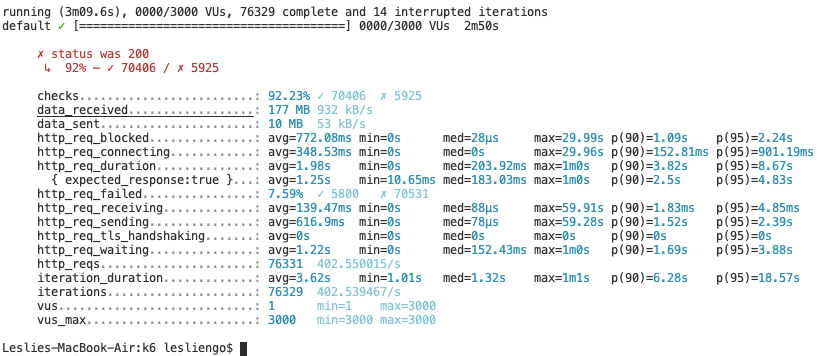 running (3m09.6s), 0000/3000 VUs, 76329 complete and 14 interrupted iterations
default ✓ [======================================] 0000/3000 VUs  2m50s
✗ status was 200
↳  92% — ✓ 70406 / ✗ 5925
checks.........................: 92.23% ✓ 70406  ✗ 5925
data_received..................: 177 MB 932 kB/s
data_sent......................: 10 MB  53 kB/s
http_req_blocked...............: avg=772.08ms min=0s      med=28µs     max=29.99s p(90)=1.09s    p(95)=2.24s
http_req_connecting............: avg=348.53ms min=0s      med=0s       max=29.96s p(90)=152.81ms p(95)=901.19ms
http_req_duration..............: avg=1.98s    min=0s      med=203.92ms max=1m0s   p(90)=3.82s    p(95)=8.67s
{ expected_response:true }...: avg=1.25s    min=10.65ms med=183.03ms max=1m0s   p(90)=2.5s     p(95)=4.83s
http_req_failed................: 7.59%  ✓ 5800   ✗ 70531
http_req_receiving.............: avg=139.47ms min=0s      med=88µs     max=59.91s p(90)=1.83ms   p(95)=4.85ms
http_req_sending...............: avg=616.9ms  min=0s      med=78µs     max=59.28s p(90)=1.52s    p(95)=2.39s
http_req_tls_handshaking.......: avg=0s       min=0s      med=0s       max=0s     p(90)=0s       p(95)=0s
http_req_waiting...............: avg=1.22s    min=0s      med=152.43ms max=1m0s   p(90)=1.69s    p(95)=3.88s
http_reqs......................: 76331  402.550015/s
iteration_duration.............: avg=3.62s    min=1.01s   med=1.32s    max=1m1s   p(90)=6.28s    p(95)=18.57s
iterations.....................: 76329  402.539467/s
vus............................: 1      min=1    max=3000
vus_max........................: 3000   min=3000 max=3000
Leslies-MacBook-Air:k6 lesliengo$